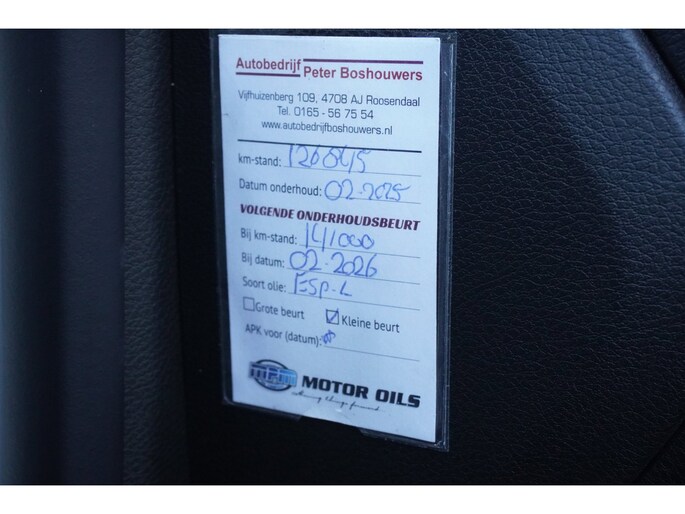 Autobedrijf
Peter Boshouwers
Vijfhuizenberg 109, 4708 AJ Roosendaal
Tel. 0165 - 56 75 54
www.autobedrijfboshouwers.nl
km-stand: 126845
Datum onderhoud: 02-2025
VOLGENDE ONDERHOUDSBEURT
Bij km-stand: 141000
Bij datum: 02-2026
Soort olie: ESP-L
Grote beurt Kleine beurt
APK voor (datum):
MPM MOTOR OILS